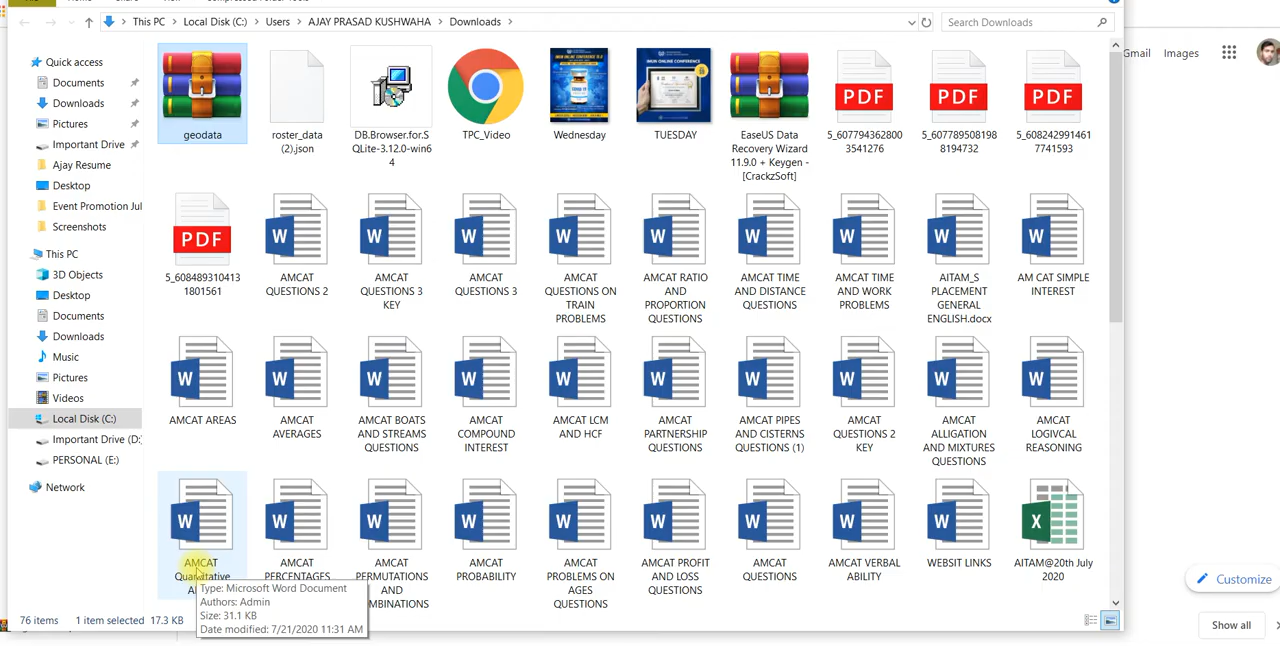 This PC > Local Disk (C:) > Users > AJAY PRASAD KUSHWAHA > Downloads >
Search Downloads
Gmail Images
Quick access
Documents
Downloads
Pictures
Important Drive
Ajay Resume
Desktop
Event Promotion Jul
Screenshots
This PC
3D Objects
Desktop
Documents
Downloads
Music
Pictures
Videos
Local Disk (C:)
Important Drive (D:
PERSONAL (E:)
Network
geodata
roster_data
(2).json
DB.Browser.for.S
QLite-3.12.0-win6
4
TPC_Video
Wednesday
TUESDAY
EaseUS Data
Recovery Wizard
11.9.0 + Keygen -
[CrackzSoft]
PDF
5_607794362800
3541276
PDF
5_607789508198
8194732
PDF
5_608242991461
7741593
PDF
5_608489310413
1801561
W
AMCAT
QUESTIONS 2
W
AMCAT
QUESTIONS 3
KEY
W
AMCAT
QUESTIONS 3
W
AMCAT
QUESTIONS ON
TRAIN
PROBLEMS
W
AMCAT RATIO
AND
PROPORTION
QUESTIONS
W
AMCAT TIME
AND DISTANCE
QUESTIONS
W
AMCAT TIME
AND WORK
PROBLEMS
W
AITAM_S
PLACEMENT
GENERAL
ENGLISH.docx
W
AM CAT SIMPLE
INTEREST
W
AMCAT AREAS
W
AMCAT
AVERAGES
W
AMCAT BOATS
AND STREAMS
QUESTIONS
W
AMCAT
COMPOUND
INTEREST
W
AMCAT LCM
AND HCF
W
AMCAT
PARTNERSHIP
QUESTIONS
W
AMCAT PIPES
AND CISTERNS
QUESTIONS (1)
W
AMCAT
QUESTIONS 2
KEY
W
AMCAT
ALLIGATION
AND MIXTURES
QUESTIONS
W
AMCAT
LOGIVCAL
REASONING
W
AMCAT
Quantitative
W
AMCAT
PERCENTAGES
W
AMCAT
PERMUTATIONS
AND
MBINATIONS
W
AMCAT
PROBABILITY
W
AMCAT
PROBLEMS ON
AGES
QUESTIONS
W
AMCAT PROFIT
AND LOSS
QUESTIONS
W
AMCAT
QUESTIONS
W
AMCAT VERBAL
ABILITY
W
WEBSIT LINKS
X
AITAM@20th July
2020
Type: Microsoft Word Document
Authors: Admin
Size: 31.1 KB
Date modified: 7/21/2020 11:31 AM
76 items 1 item selected 17.3 KB
Customize
Show all